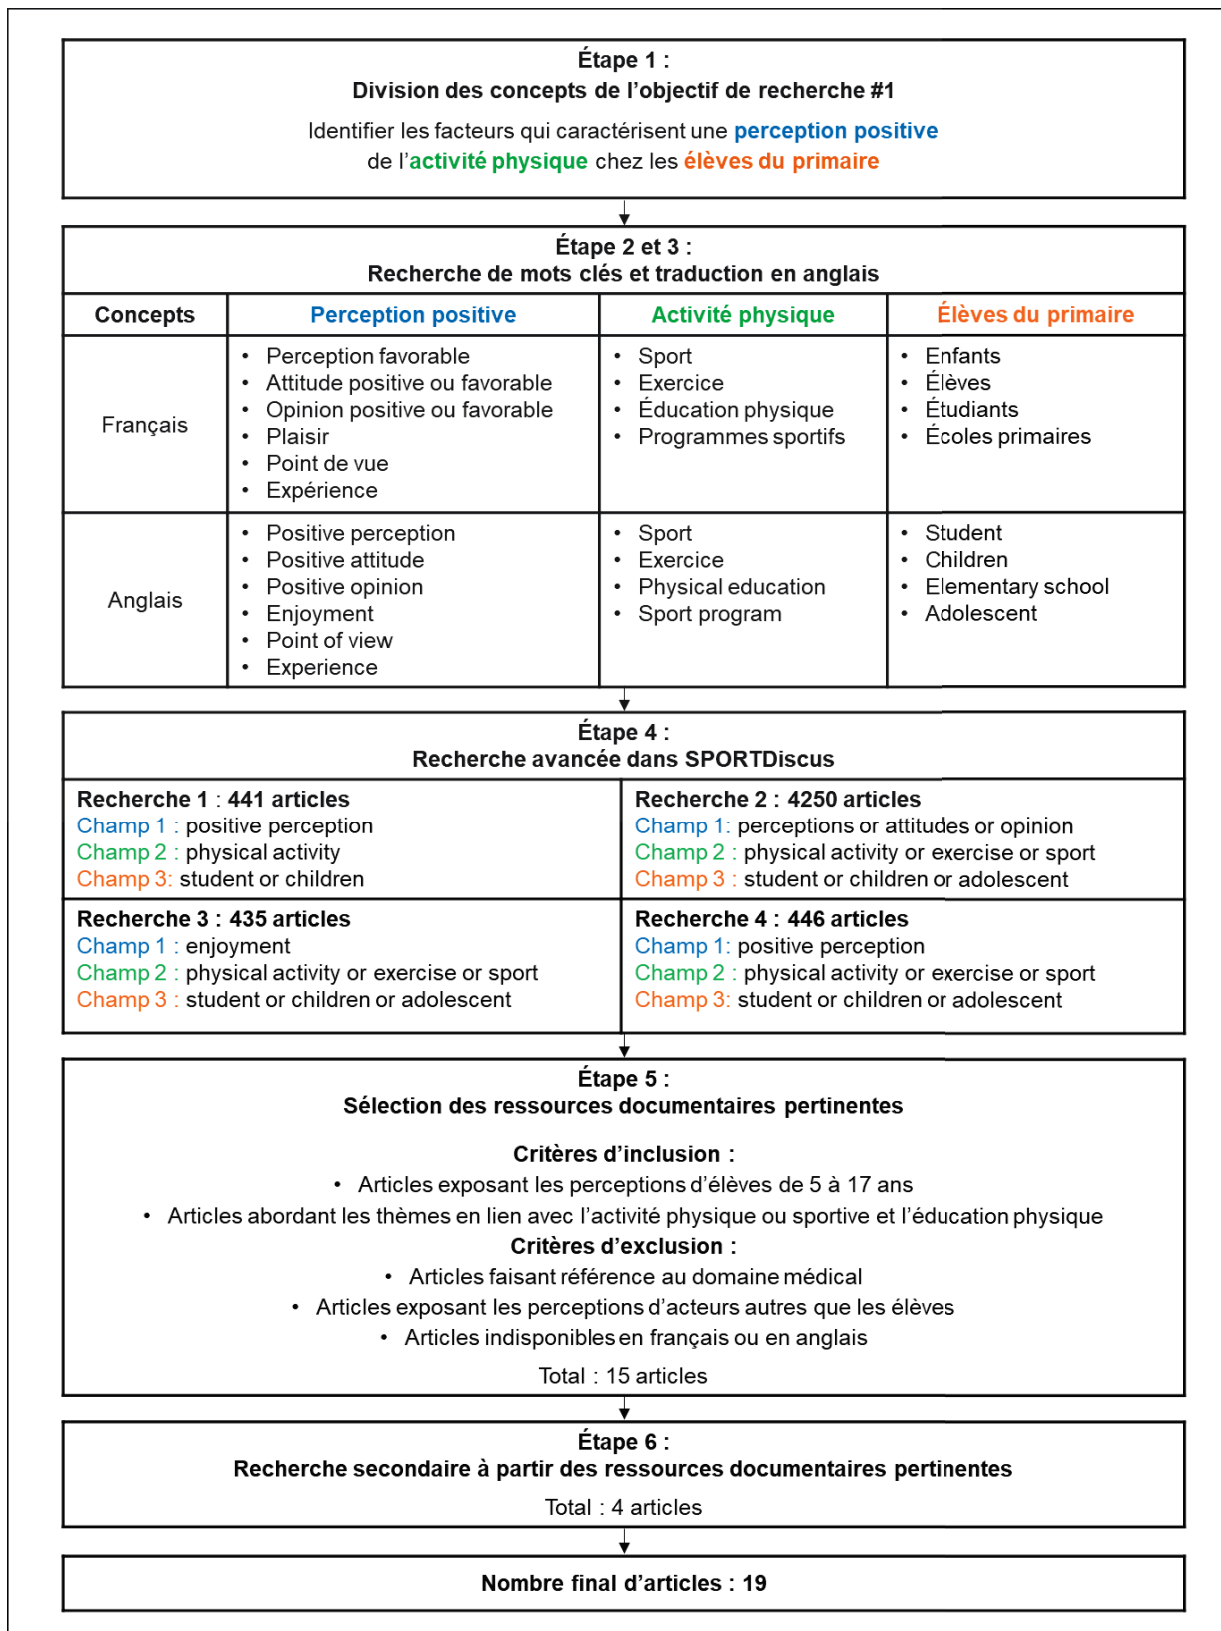 Étape 1 :
Division des concepts de l’objectif de recherche #1
Identifier les facteurs qui caractérisent une perception positive
de l’activité physique chez les élèves du primaire
Étape 2 et 3 :
Recherche de mots clés et traduction en anglais
Concepts
Perception positive
Activité physique
Élèves du primaire
Français
• Perception favorable
• Attitude positive ou favorable
• Opinion positive ou favorable
• Plaisir
• Point de vue
• Expérience
• Sport
• Exercice
• Éducation physique
• Programmes sportifs
• Enfants
• Élèves
• Étudiants
• Écoles primaires
Anglais
• Positive perception
• Positive attitude
• Positive opinion
• Enjoyment
• Point of view
• Experience
• Sport
• Exercice
• Physical education
• Sport program
• Student
• Children
• Elementary school
• Adolescent
Étape 4 :
Recherche avancée dans SPORTDiscus
Recherche 1 : 441 articles
Champ 1 : positive perception
Champ 2 : physical activity
Champ 3: student or children
Recherche 2 : 4250 articles
Champ 1: perceptions or attitudes or opinion
Champ 2 : physical activity or exercise or sport
Champ 3 : student or children or adolescent
Recherche 3 : 435 articles
Champ 1 : enjoyment
Champ 2 : physical activity or exercise or sport
Champ 3 : student or children or adolescent
Recherche 4 : 446 articles
Champ 1: positive perception
Champ 2 : physical activity or exercise or sport
Champ 3: student or children or adolescent
Étape 5 :
Sélection des ressources documentaires pertinentes
Critères d’inclusion :
• Articles exposant les perceptions d’élèves de 5 à 17 ans
• Articles abordant les thèmes en lien avec l’activité physique ou sportive et l’éducation physique
Critères d’exclusion :
• Articles faisant référence au domaine médical
• Articles exposant les perceptions d’acteurs autres que les élèves
• Articles indisponibles en français ou en anglais
Total : 15 articles
Étape 6 :
Recherche secondaire à partir des ressources documentaires pertinentes
Total : 4 articles
Nombre final d’articles : 19